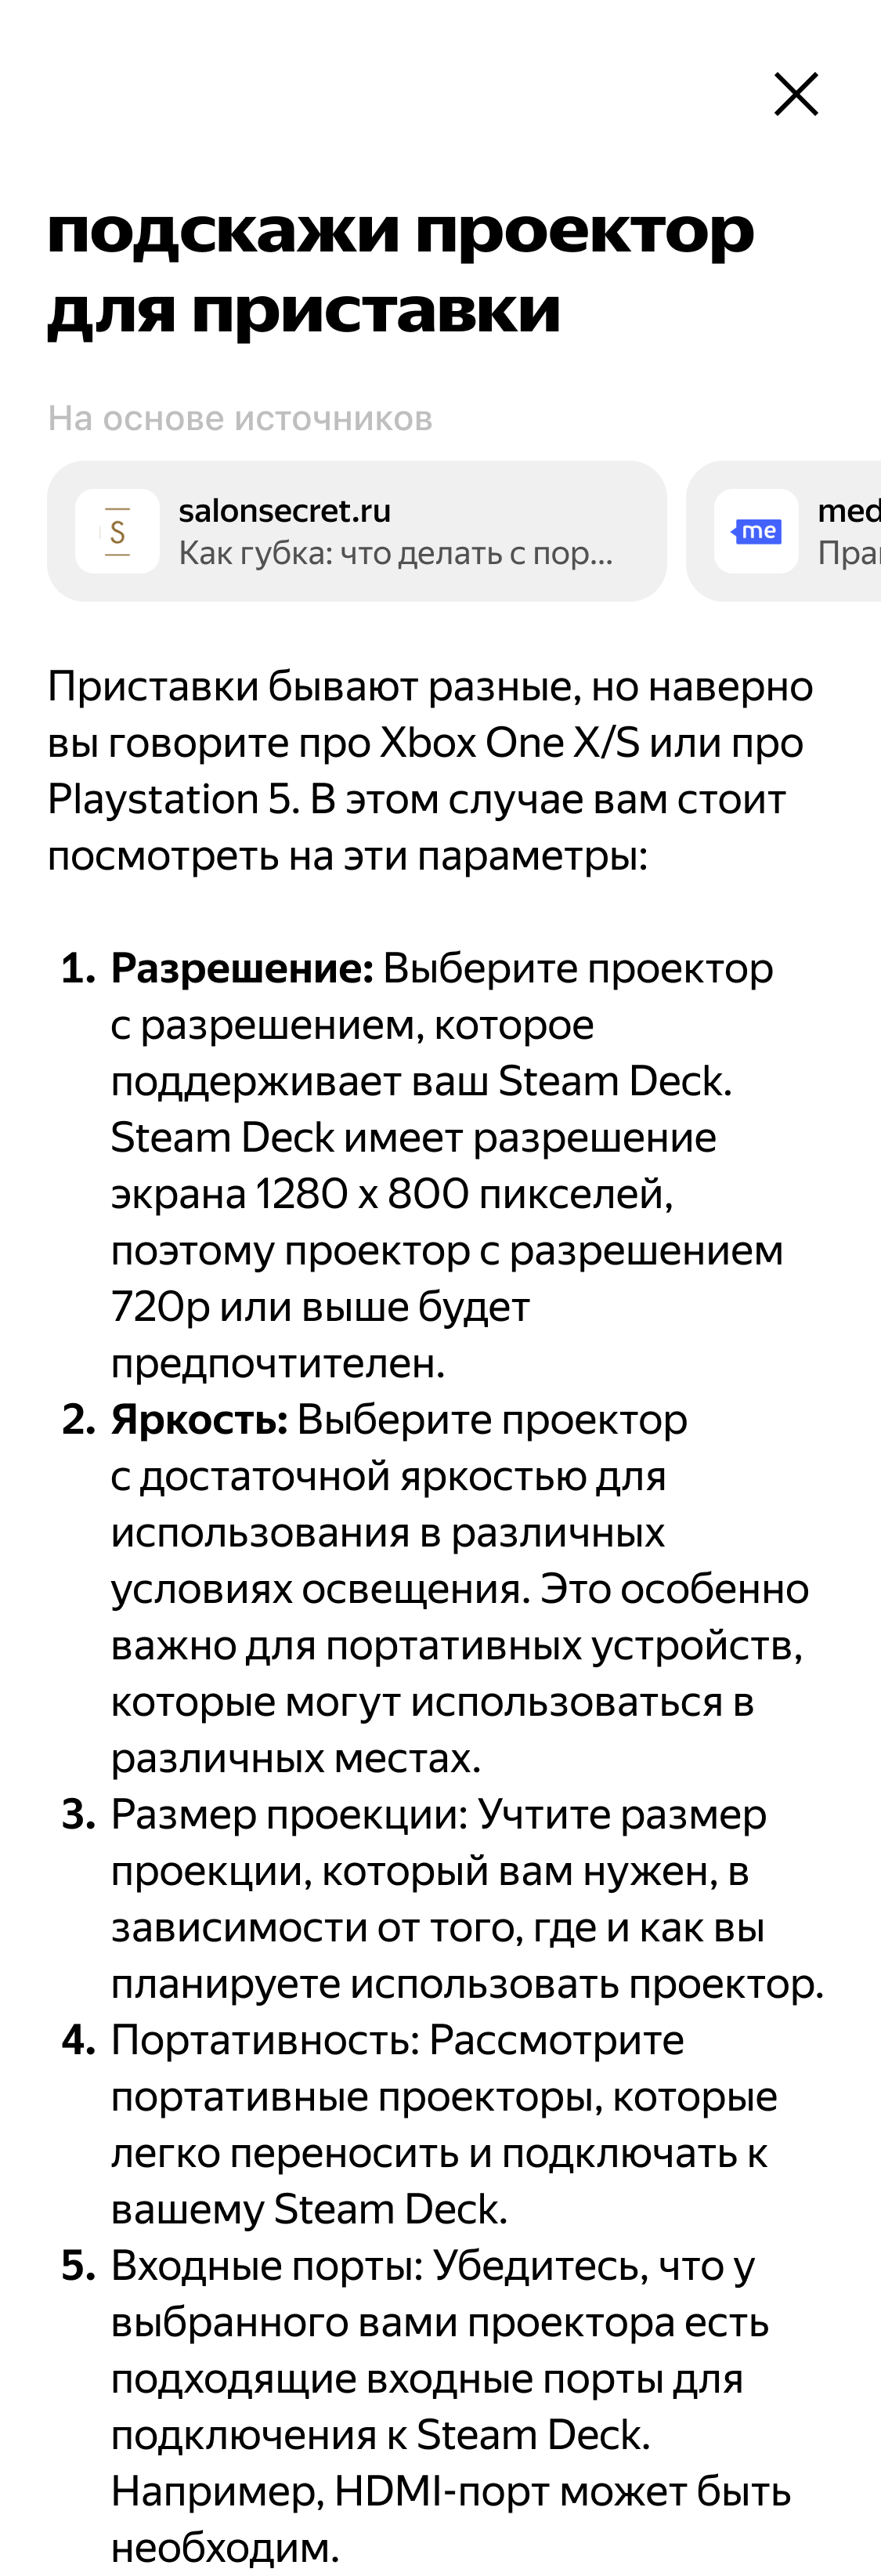 подскажи проектор
для приставки
На основе источников
salonsecret.ru
Как губка: что делать с пор...
me
med
S
Приставки бывают разные, но наверно
вы говорите про Xbox One X/S или про
Playstation 5. В этом случае вам стоит
посмотреть на эти параметры:
1. Разрешение: Выберите проектор
с разрешением, которое
поддерживает ваш Steam Deck.
Steam Deck имеет разрешение
экрана 1280 x 800 пикселей,
поэтому проектор с разрешением
720p или выше будет
предпочтителен.
2. Яркость: Выберите проектор
с достаточной яркостью для
использования в различных
условиях освещения. Это особенно
важно для портативных устройств,
которые могут использоваться в
различных местах.
3. Размер проекции: Учтите размер
проекции, который вам нужен, в
зависимости от того, где и как вы
планируете использовать проектор.
4. Портативность: Рассмотрите
портативные проекторы, которые
легко переносить и подключать к
вашему Steam Deck.
5. Входные порты: Убедитесь, что у
выбранного вами проектора есть
подходящие входные порты для
подключения к Steam Deck.
Например, HDMI-порт может быть
необходим.